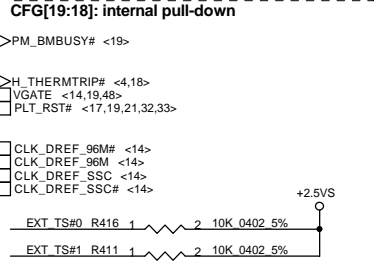 CFG[19:18]: internal pull-down
PM_BMBUSY# <19>
H_THERMTRIP# <4,18>
VGATE <14,19,48>
PLT_RST# <17,19,21,32,33>
CLK_DREF_96M# <14>
CLK_DREF_96M <14>
CLK_DREF_SSC <14>
CLK_DREF_SSC# <14>
+2.5VS
EXT_TS#0 R416 1 2 10K_0402_5%
EXT_TS#1 R411 1 2 10K_0402_5%